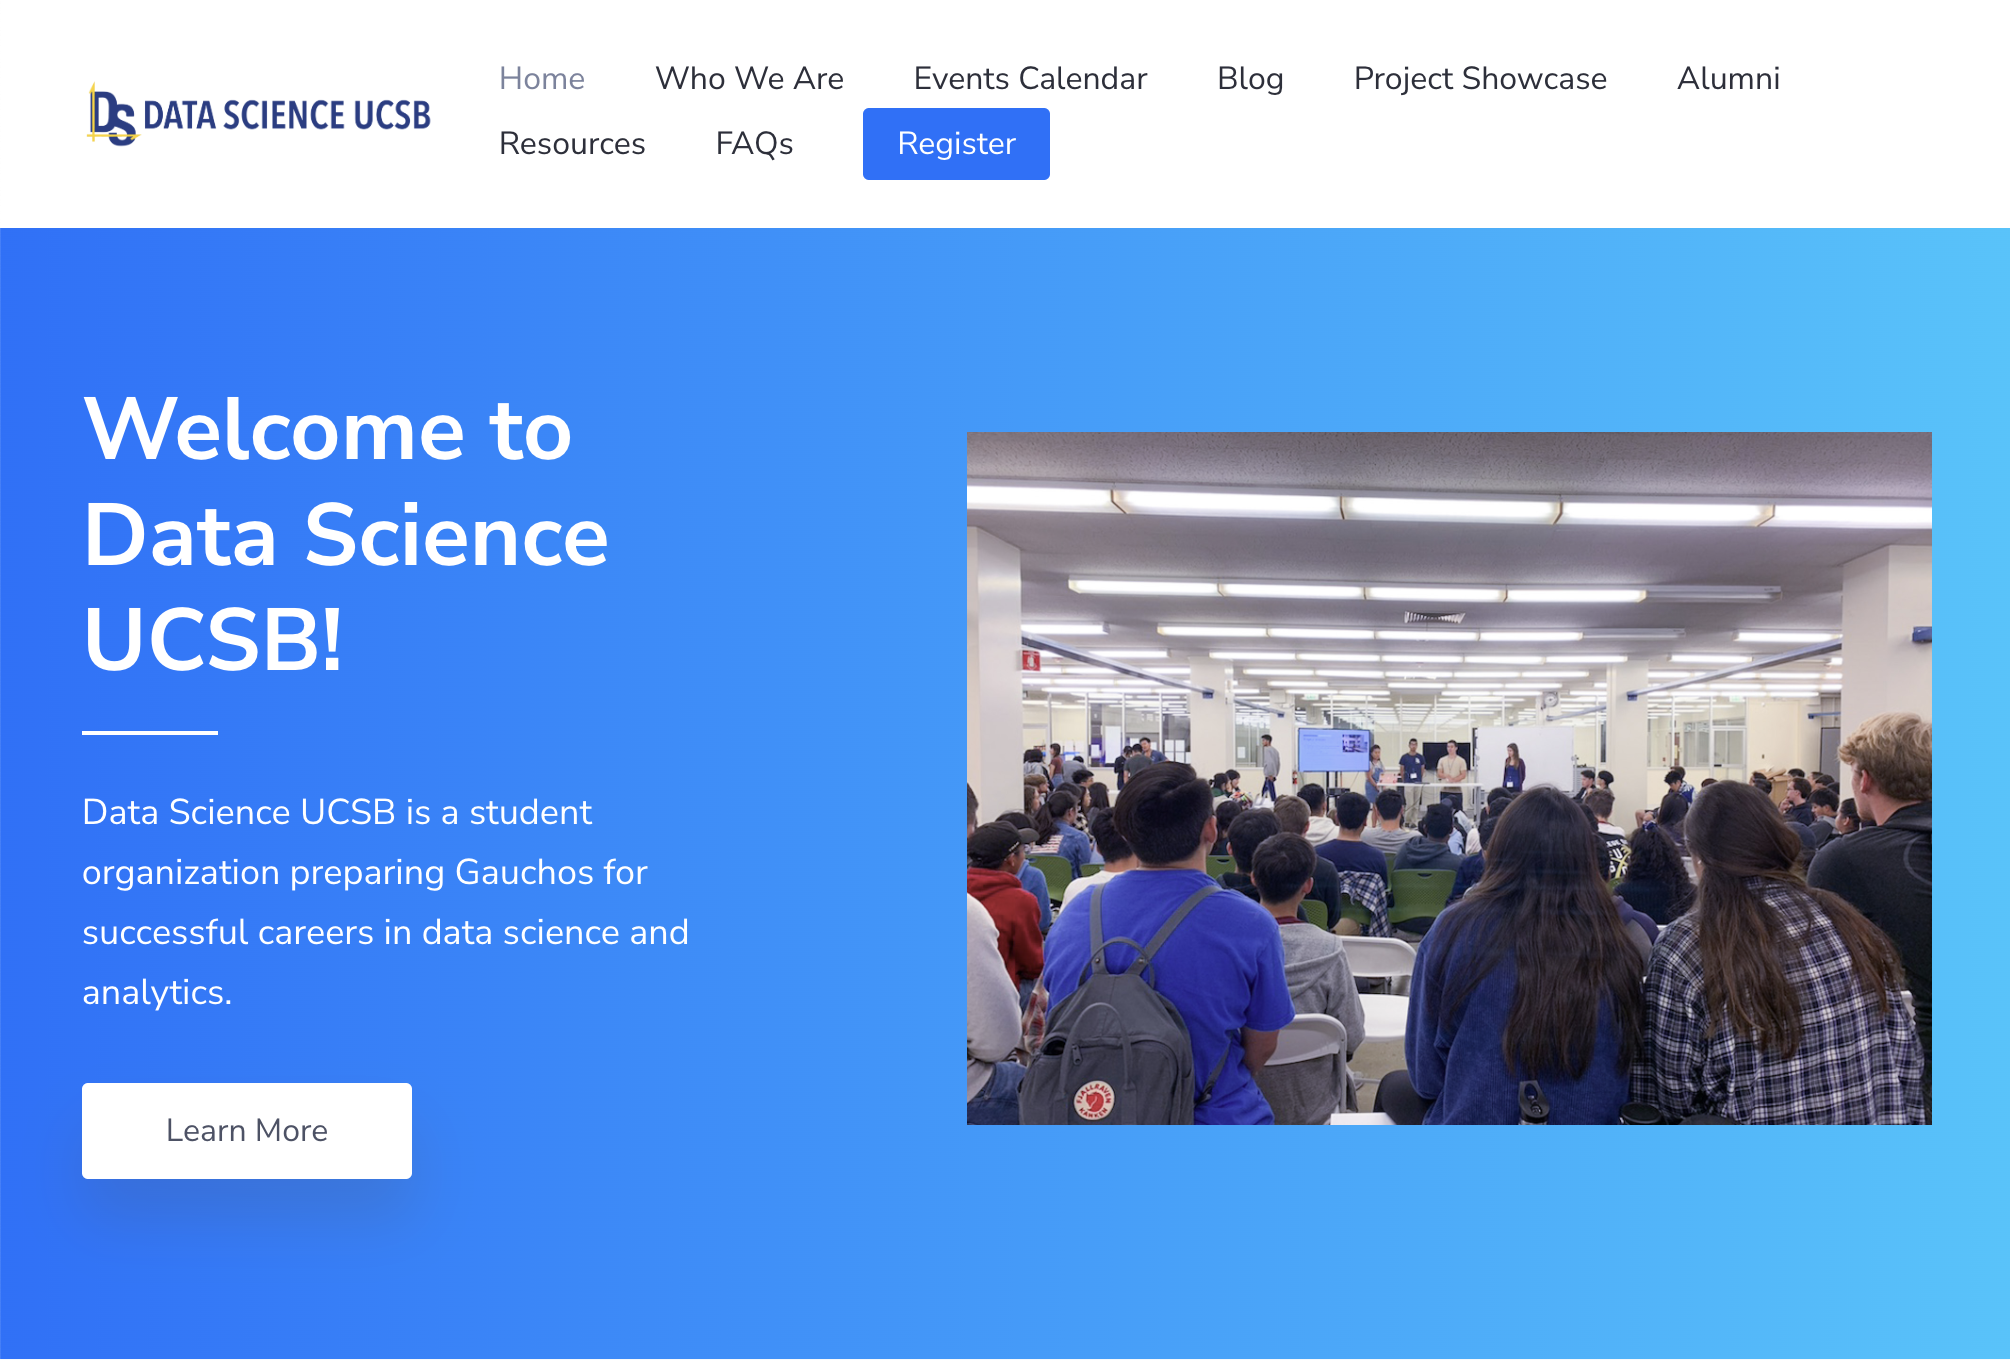 DS DATA SCIENCE UCSB
Home Who We Are Events Calendar Blog Project Showcase Alumni
Resources FAQs Register
Welcome to
Data Science
UCSB!
Data Science UCSB is a student
organization preparing Gauchos for
successful careers in data science and
analytics.
Learn More
FJALLRAVEN
KANKEN